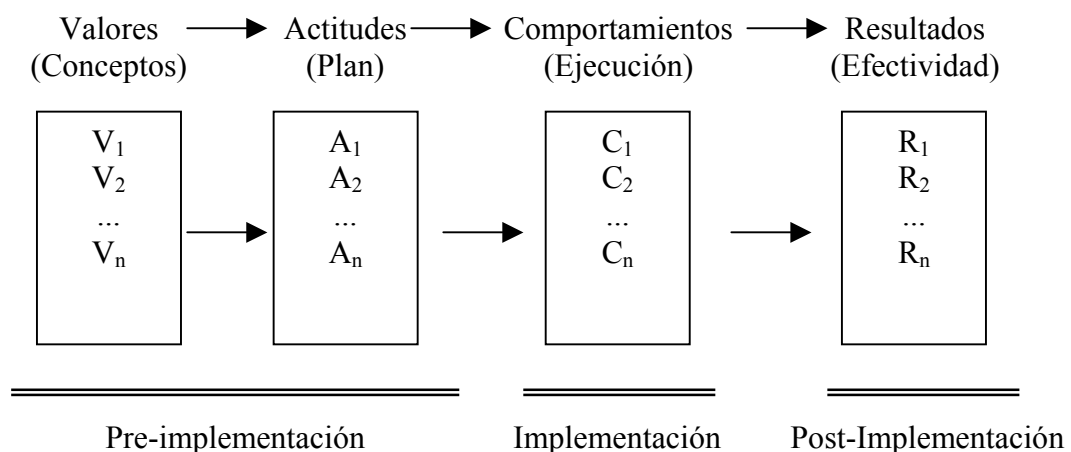 Valores Actitudes Comportamientos Resultados
(Conceptos) (Plan) (Ejecución) (Efectividad)
V₁ A₁ C₁ R₁
V₂ A₂ C₂ R₂
... ... ... ...
Vₙ Aₙ Cₙ Rₙ
Pre-implementación Implementación Post-Implementación